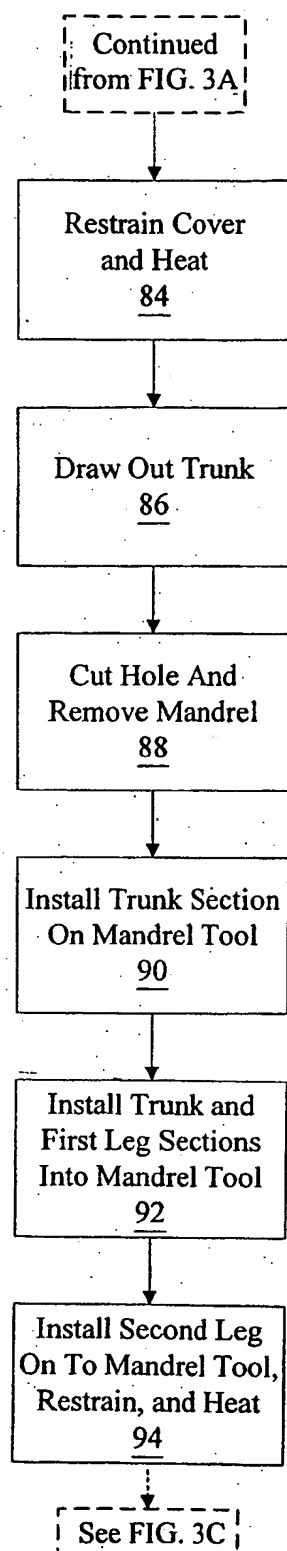 Continued
from FIG. 3A
Restrain Cover
and Heat
84
Draw Out Trunk
86
Cut Hole And
Remove Mandrel
88
Install Trunk Section
On Mandrel Tool
90
Install Trunk and
First Leg Sections
Into Mandrel Tool
92
Install Second Leg
On To Mandrel Tool,
Restrain, and Heat
94
See FIG. 3C